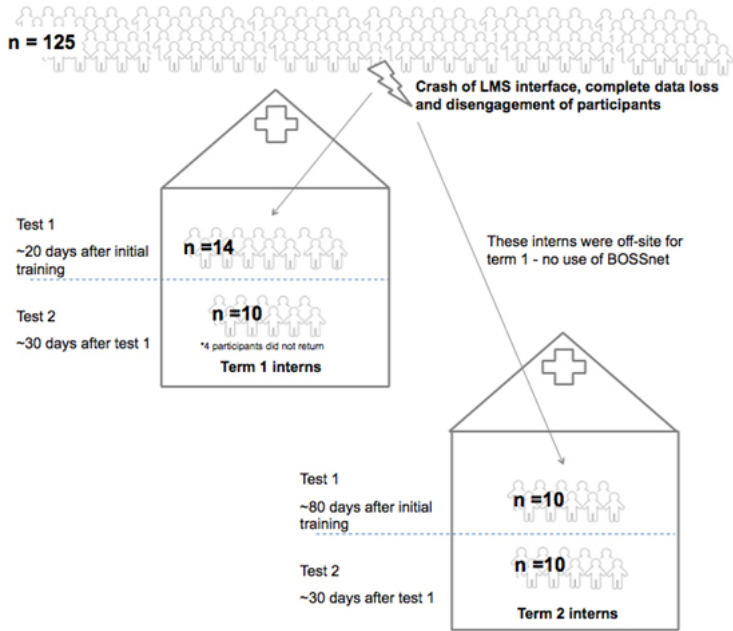 n = 125
Crash of LMS interface, complete data loss
and disengagement of participants
Test 1
~20 days after initial
training
n =14
Test 2
~30 days after test 1
n =10
*4 participants did not return
Term 1 interns
These interns were off-site for
term 1 - no use of BOSSnet
Test 1
~80 days after initial
training
n =10
Test 2
~30 days after test 1
n =10
Term 2 interns